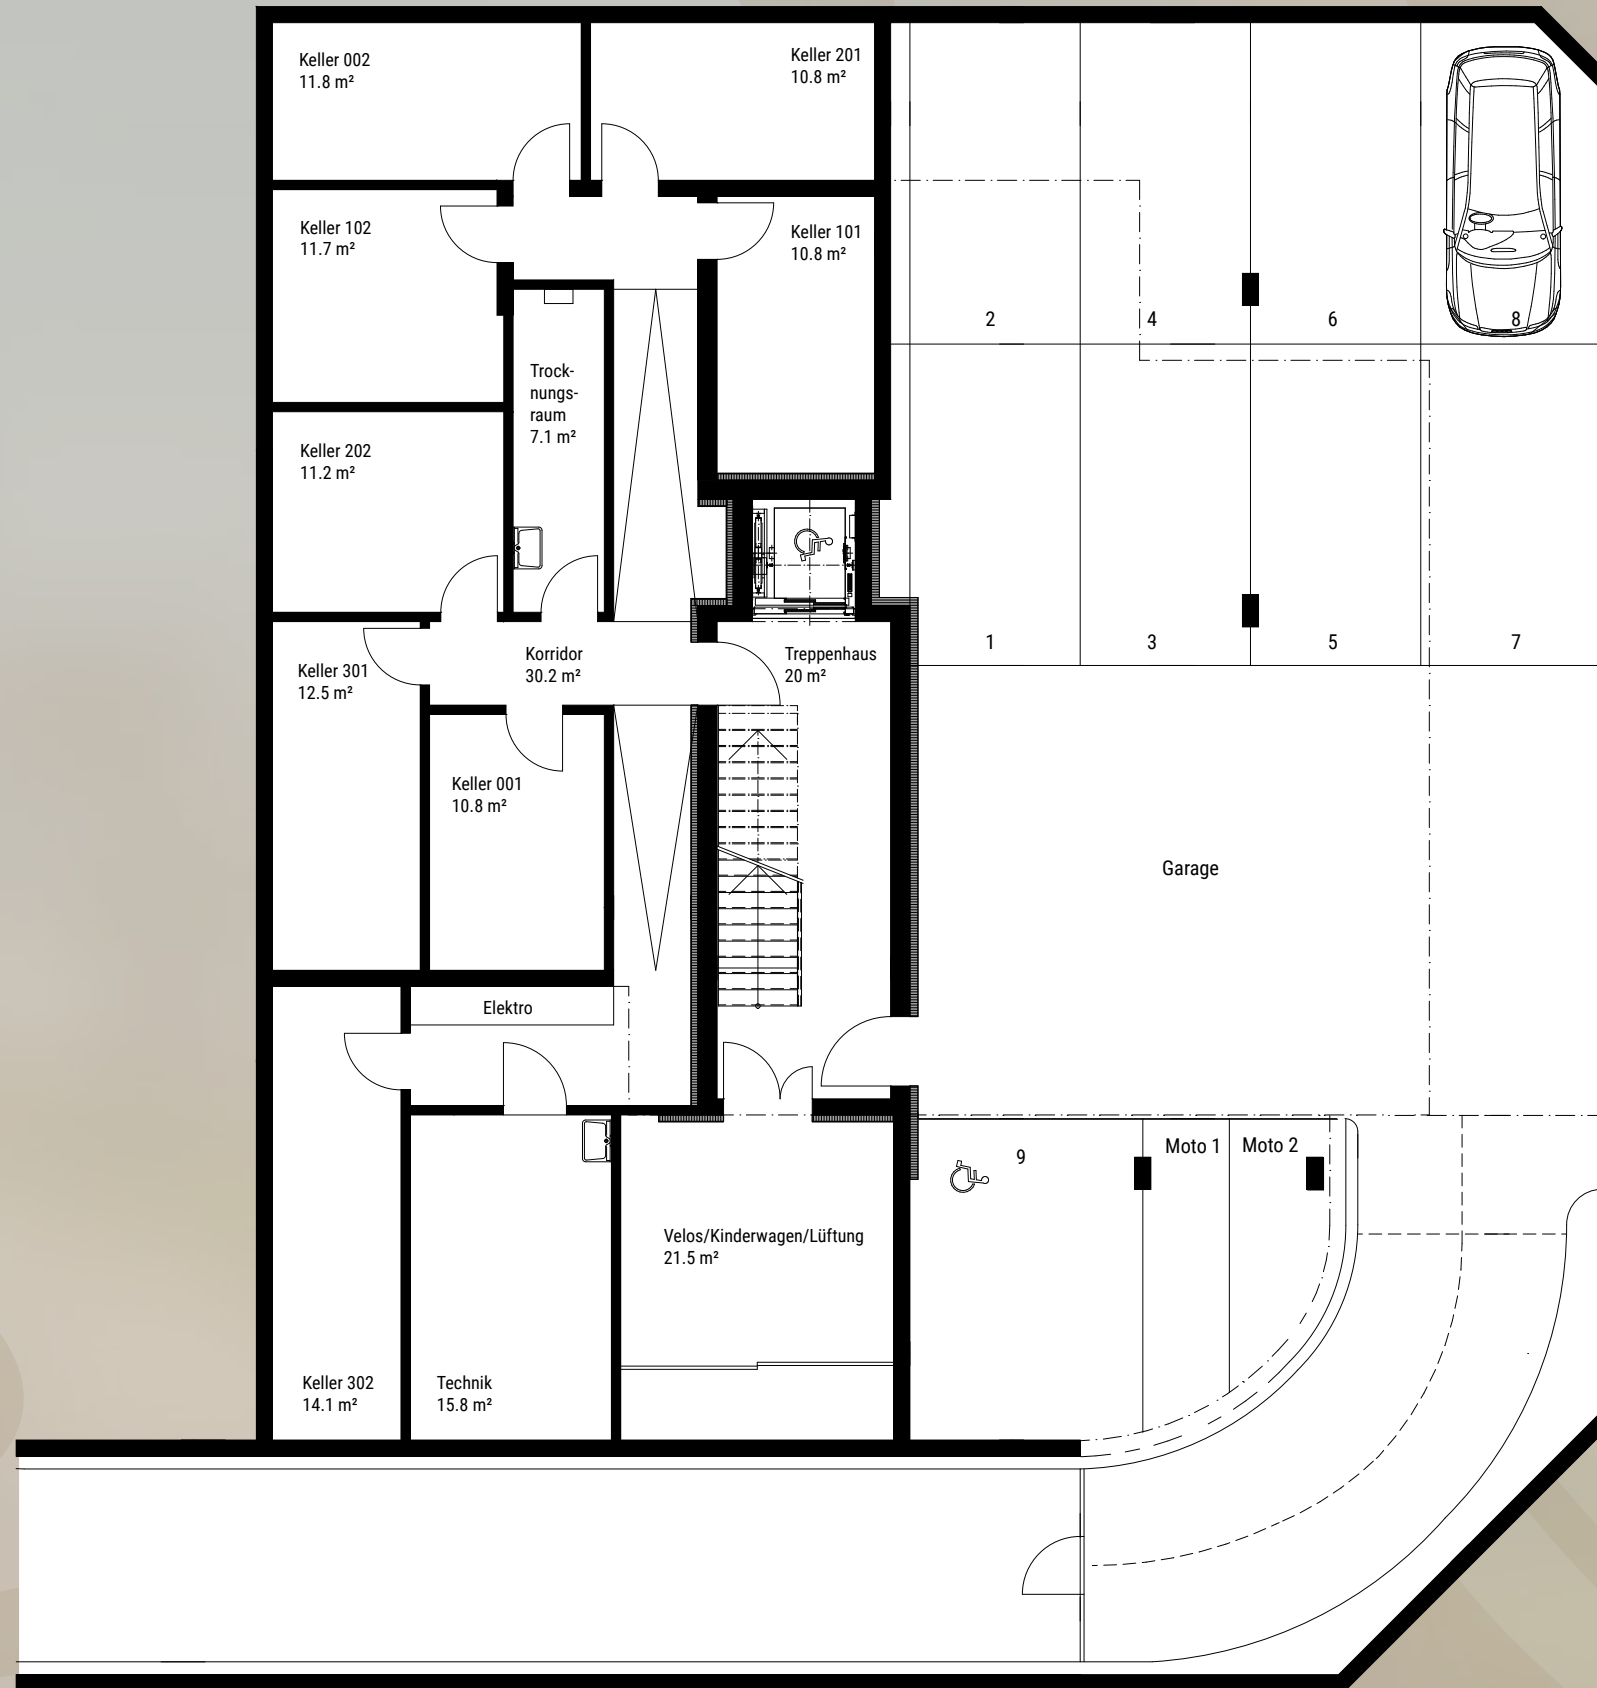 Keller 002
11.8 m²
Keller 201
10.8 m²
Keller 102
11.7 m²
Keller 101
10.8 m²
2
4
6
8
Trock-
nungs-
raum
7.1 m²
Keller 202
11.2 m²
1
3
5
7
Keller 301
12.5 m²
Korridor
30.2 m²
Treppenhaus
20 m²
Keller 001
10.8 m²
Garage
Elektro
9
Moto 1
Moto 2
Velos/Kinderwagen/Lüftung
21.5 m²
Keller 302
14.1 m²
Technik
15.8 m²